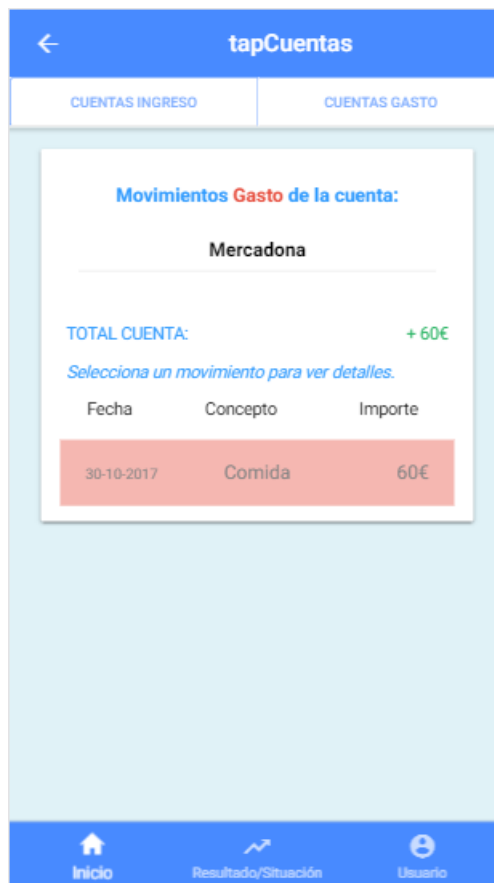 tapCuentas
CUENTAS INGRESO CUENTAS GASTO
Movimientos Gasto de la cuenta:
Mercadona
TOTAL CUENTA: + 60€
Selecciona un movimiento para ver detalles.
Fecha Concepto Importe
30-10-2017 Comida 60€
Inicio Resultado/Situación Usuario